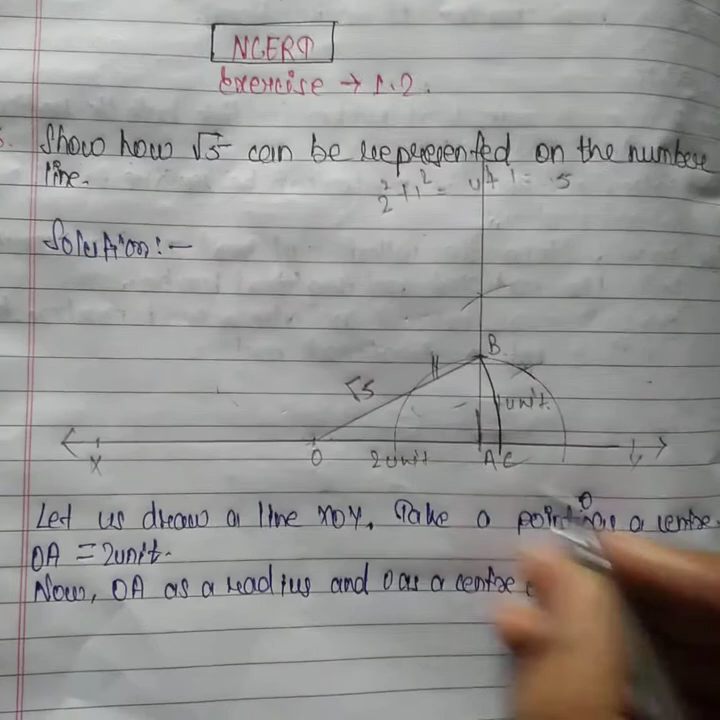 NCERT
Exercise → 1.2.
Show how √5 can be represented on the number
line.
2² + 1² = 4 + 1 = 5
Solution:-
B
√5
1 unit.
X
O
2 unit
A C
Y
Let us draw a line XOY. Take a point O as a centre
OA = 2unit.
Now, OA as a radius and O as a centre